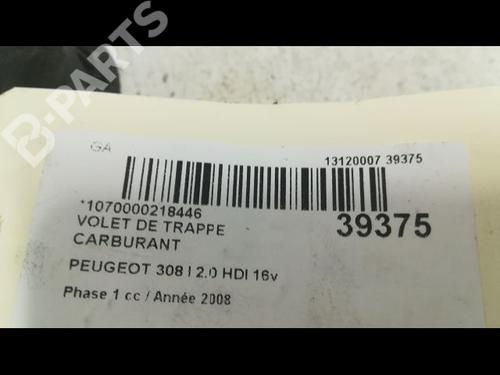 B-PARTS
GA
13120007 39375
*1070000218446
39375
VOLET DE TRAPPE
CARBURANT
PEUGEOT 308 I 2.0 HDI 16v
Phase 1 cc / Année 2008